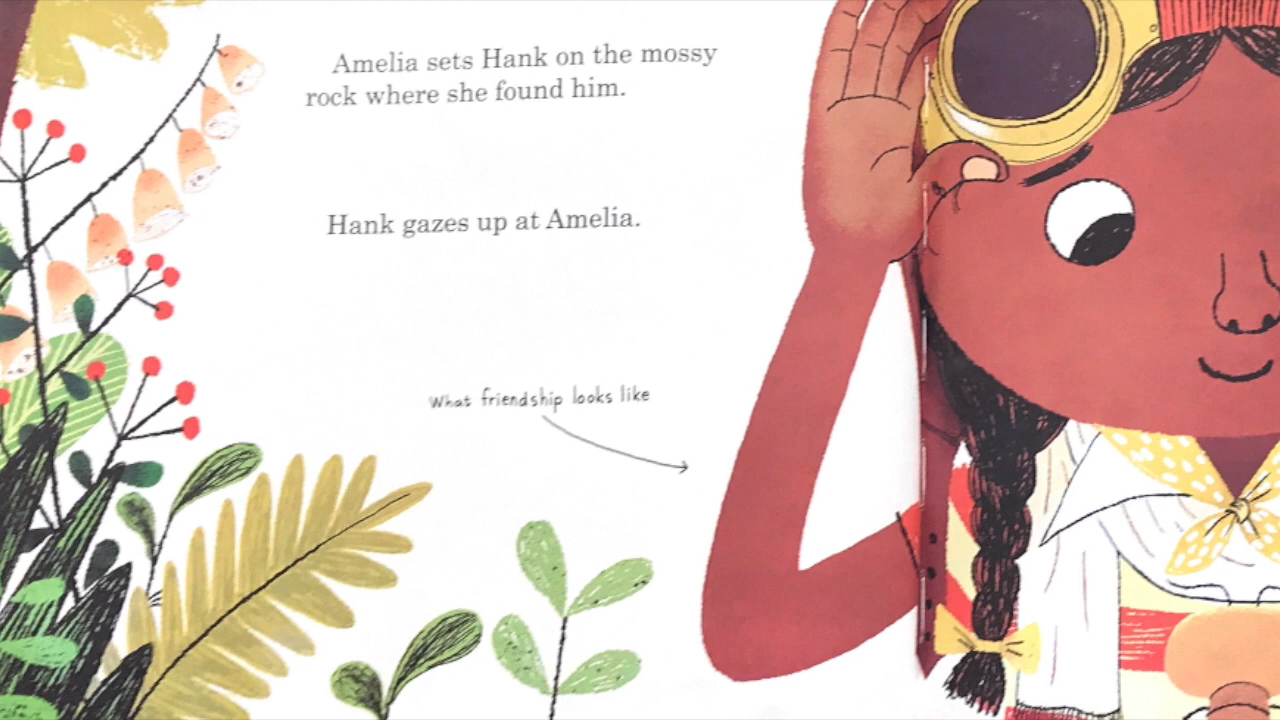 Amelia sets Hank on the mossy
rock where she found him.
Hank gazes up at Amelia.
What friendship looks like